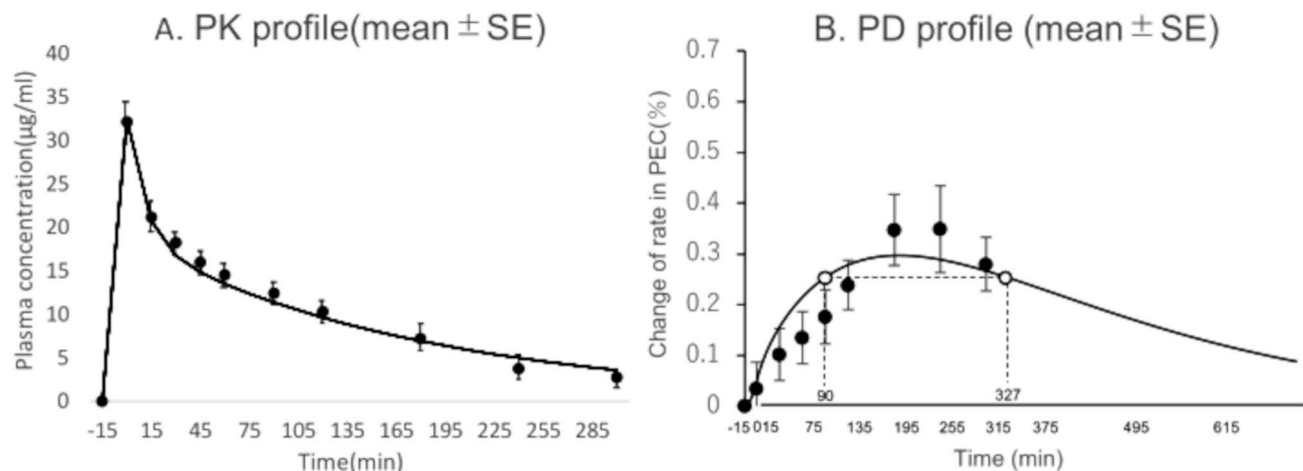 A. PK profile(mean ± SE)
Plasma concentration(μg/ml)
40
35
30
25
20
15
10
5
0
-15 15 45 75 105 135 165 195 225 255 285
Time(min)
B. PD profile (mean ± SE)
Change of rate in PEC(%)
0.7
0.6
0.5
0.4
0.3
0.2
0.1
0
90 327
-15 0 15 75 135 195 255 315 375 495 615
Time (min)